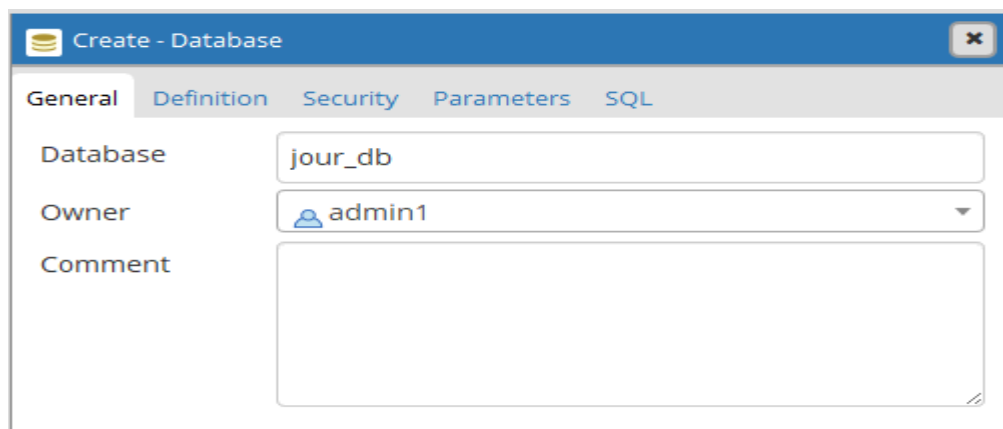 Create - Database
General Definition Security Parameters SQL
Database jour_db
Owner admin1
Comment